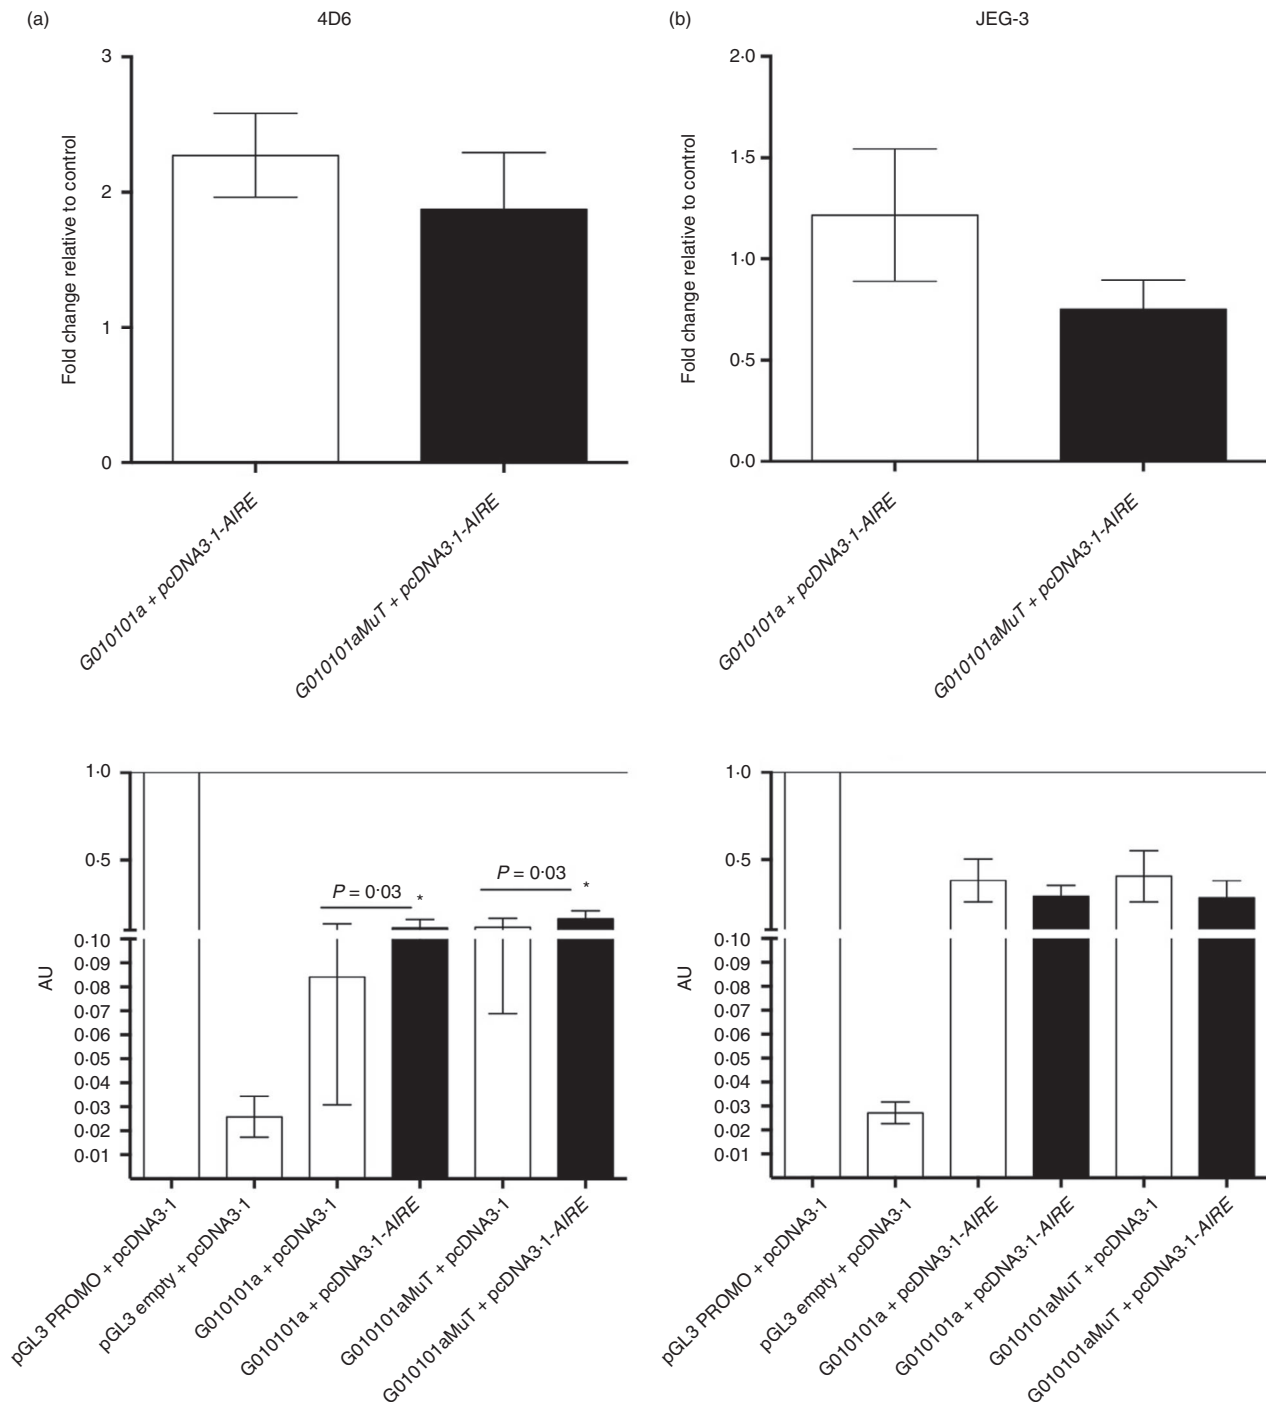 (a)
4D6
Fold change relative to control
3
2
1
0
G010101a + pcDNA3·1-AIRE
G010101aMuT + pcDNA3·1-AIRE
(b)
JEG-3
Fold change relative to control
2·0
1·5
1·0
0·5
0·0
G010101a + pcDNA3·1-AIRE
G010101aMuT + pcDNA3·1-AIRE
AU
1·0
0·5
0·10
0·09
0·08
0·07
0·06
0·05
0·04
0·03
0·02
0·01
P = 0·03
*
P = 0·03
*
pGL3 PROMO + pcDNA3·1
pGL3 empty + pcDNA3·1
G010101a + pcDNA3·1
G010101a + pcDNA3·1-AIRE
G010101aMuT + pcDNA3·1
G010101aMuT + pcDNA3·1-AIRE
AU
1·0
0·5
0·10
0·09
0·08
0·07
0·06
0·05
0·04
0·03
0·02
0·01
pGL3 PROMO + pcDNA3·1
pGL3 empty + pcDNA3·1
G010101a + pcDNA3·1-AIRE
G010101a + pcDNA3·1-AIRE
G010101aMuT + pcDNA3·1
G010101aMuT + pcDNA3·1-AIRE